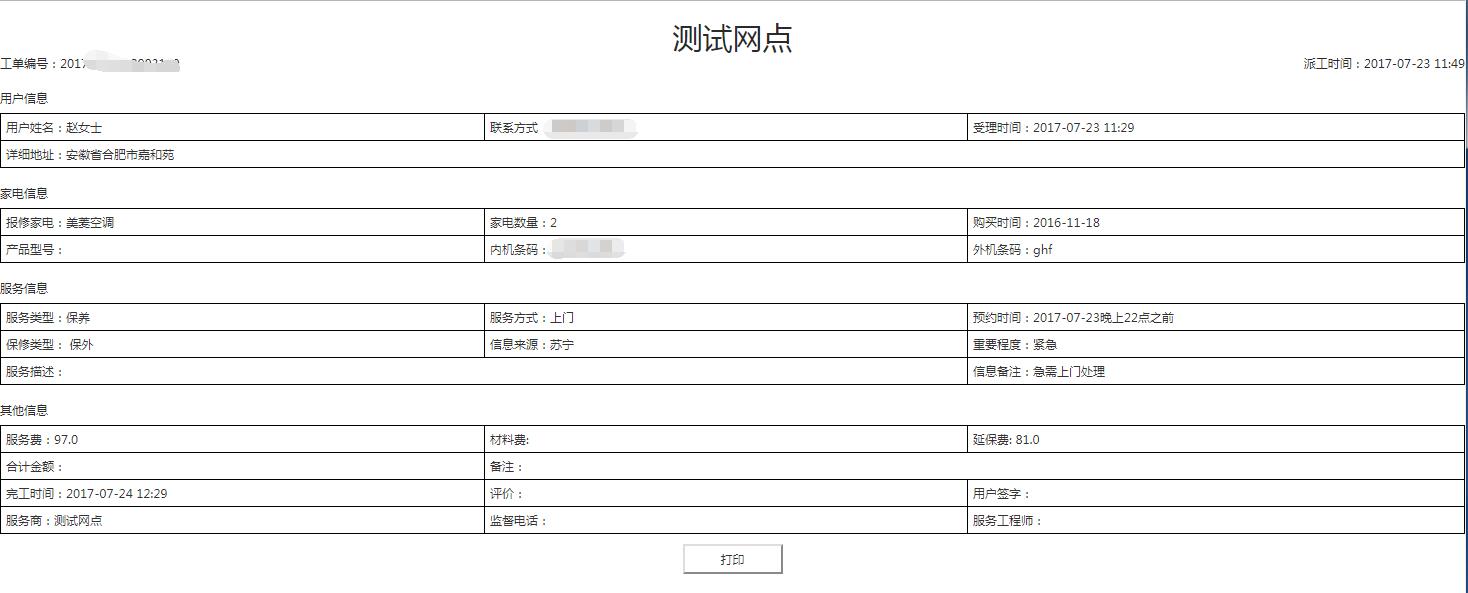 测试网点
工单编号：2017
派工时间：2017-07-23 11:49
用户信息
用户姓名：赵女士 联系方式 受理时间：2017-07-23 11:29
详细地址：安徽省合肥市嘉和苑
家电信息
报修家电：美菱空调 家电数量：2 购买时间：2016-11-18
产品型号： 内机条码： 外机条码：ghf
服务信息
服务类型：保养 服务方式：上门 预约时间：2017-07-23晚上22点之前
保修类型： 保外 信息来源：苏宁 重要程度：紧急
服务描述： 信息备注：急需上门处理
其他信息
服务费：97.0 材料费: 延保费: 81.0
合计金额： 备注：
完工时间：2017-07-24 12:29 评价： 用户签字：
服务商：测试网点 监督电话： 服务工程师：
打印